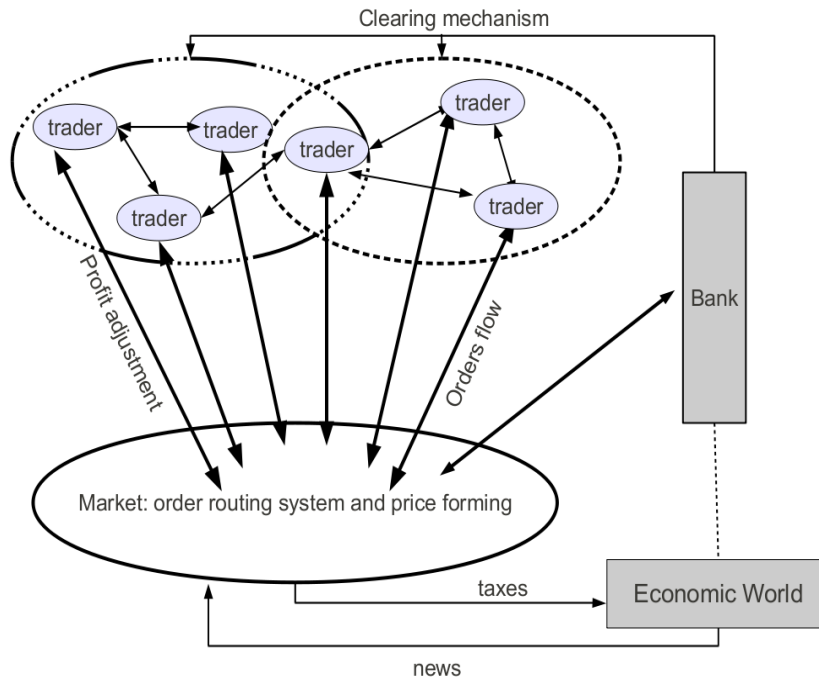 Clearing mechanism
trader
trader
trader
trader
trader
trader
Profit adjustment
Orders flow
Bank
Market: order routing system and price forming
taxes
Economic World
news